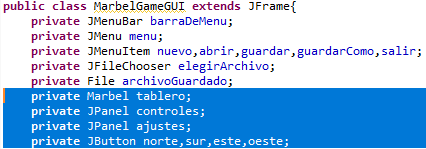 public class MarbelGameGUI extends JFrame{
private JMenuBar barraDeMenu;
private JMenu menu;
private JMenuItem nuevo,abrir,guardar,guardarComo,salir;
private JFileChooser elegirArchivo;
private File archivoGuardado;
private Marbel tablero;
private JPanel controles;
private JPanel ajustes;
private JButton norte,sur,este,oeste;